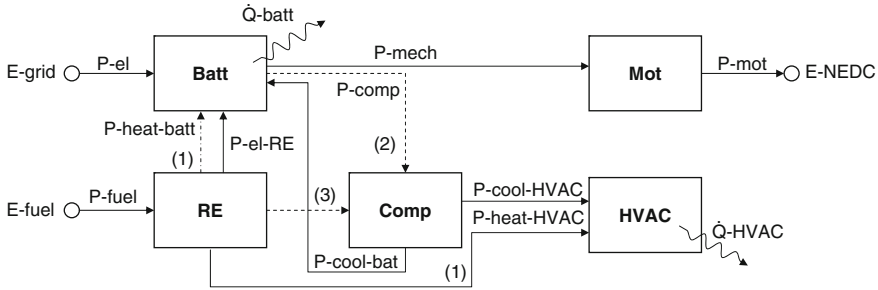 Q̇-batt
E-grid
P-el
Batt
P-mech
Mot
P-mot
E-NEDC
P-comp
P-heat-batt
P-el-RE
(1)
(2)
E-fuel
P-fuel
RE
(3)
Comp
P-cool-HVAC
P-heat-HVAC
HVAC
Q̇-HVAC
P-cool-bat
(1)